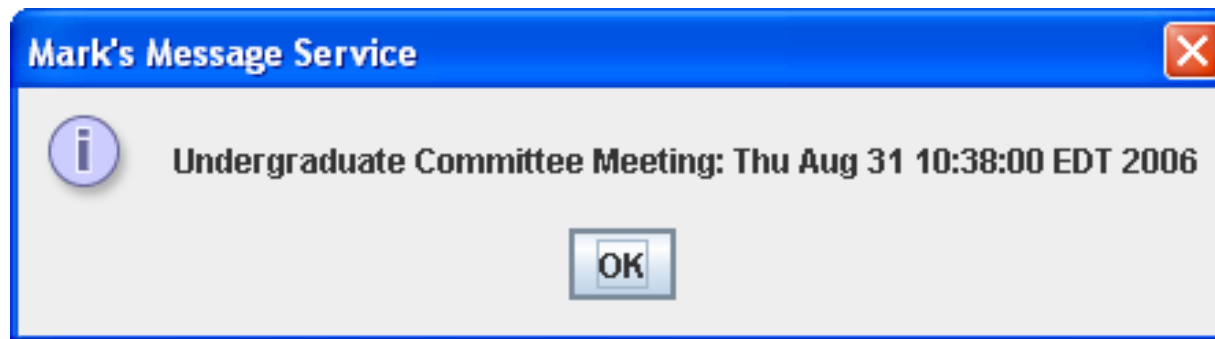 Mark's Message Service
Undergraduate Committee Meeting: Thu Aug 31 10:38:00 EDT 2006
OK